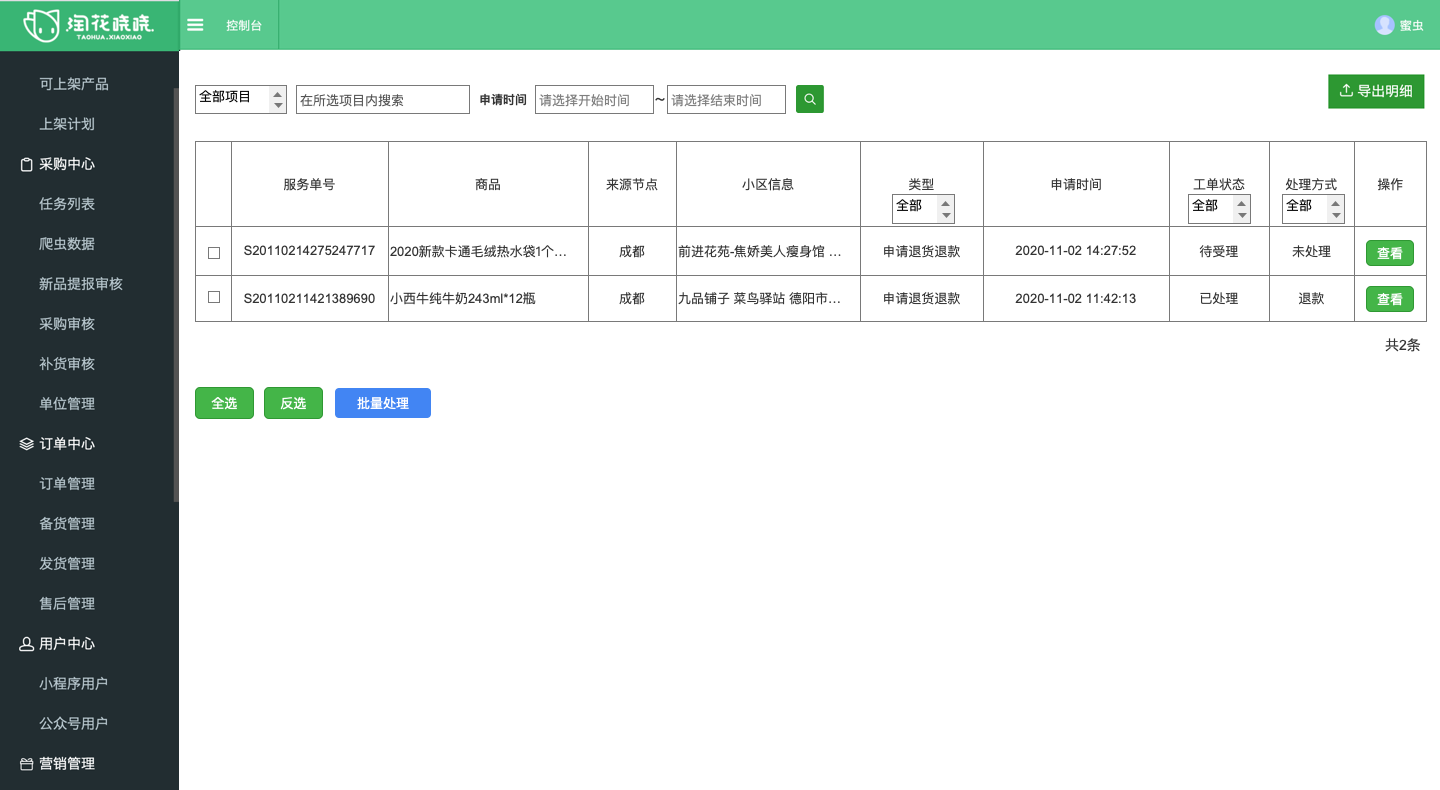 淘花晓晓
TAOHUA.XIAOXIAO
控制台
蜜虫
可上架产品
上架计划
采购中心
任务列表
爬虫数据
新品提报审核
采购审核
补货审核
单位管理
订单中心
订单管理
备货管理
发货管理
售后管理
用户中心
小程序用户
公众号用户
营销管理
全部项目 在所选项目内搜索 申请时间 请选择开始时间 ~ 请选择结束时间
导出明细
服务单号 商品 来源节点 小区信息 类型 申请时间 工单状态 处理方式 操作
全部 全部 全部
S20110214275247717 2020新款卡通毛绒热水袋1个… 成都 前进花苑-焦娇美人瘦身馆 … 申请退货退款 2020-11-02 14:27:52 待受理 未处理 查看
S20110211421389690 小西牛纯牛奶243ml*12瓶 成都 九品铺子 菜鸟驿站 德阳市… 申请退货退款 2020-11-02 11:42:13 已处理 退款 查看
共2条
全选 反选 批量处理